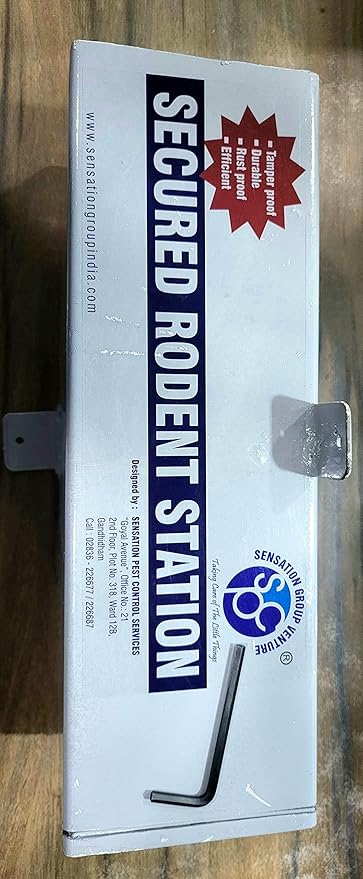 Tamper proof
Durable
Rust proof
Efficient
SECURED RODENT STATION
www.sensationgroupindia.com
SENSATION GROUP VENTURE
®
Taking Care of The Little Things
Designed by : SENSATION PEST CONTROL SERVICES
"Goyal Avenue", Office No.: 21
2nd Floor, Plot No. 318, Ward 12B,
Gandhidham
Call : 02836 - 226677 / 226687